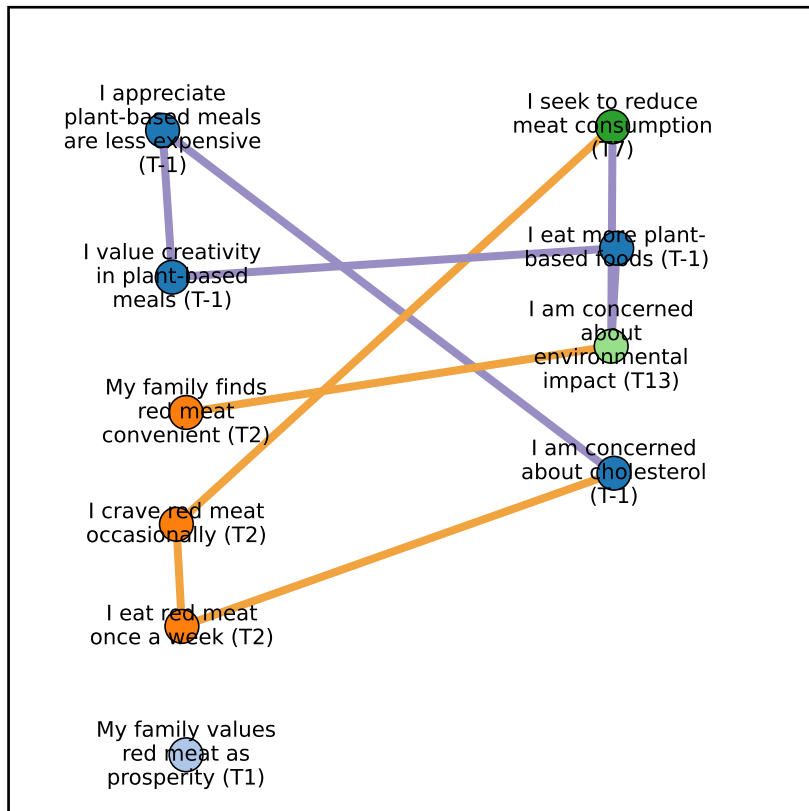 I appreciate
plant-based meals
are less expensive
(T-1)
I seek to reduce
meat consumption
(T7)
I value creativity
in plant-based
meals (T-1)
I eat more plant-
based foods (T-1)
I am concerned
about
environmental
impact (T13)
My family finds
red meat
convenient (T2)
I am concerned
about cholesterol
(T-1)
I crave red meat
occasionally (T2)
I eat red meat
once a week (T2)
My family values
red meat as
prosperity (T1)